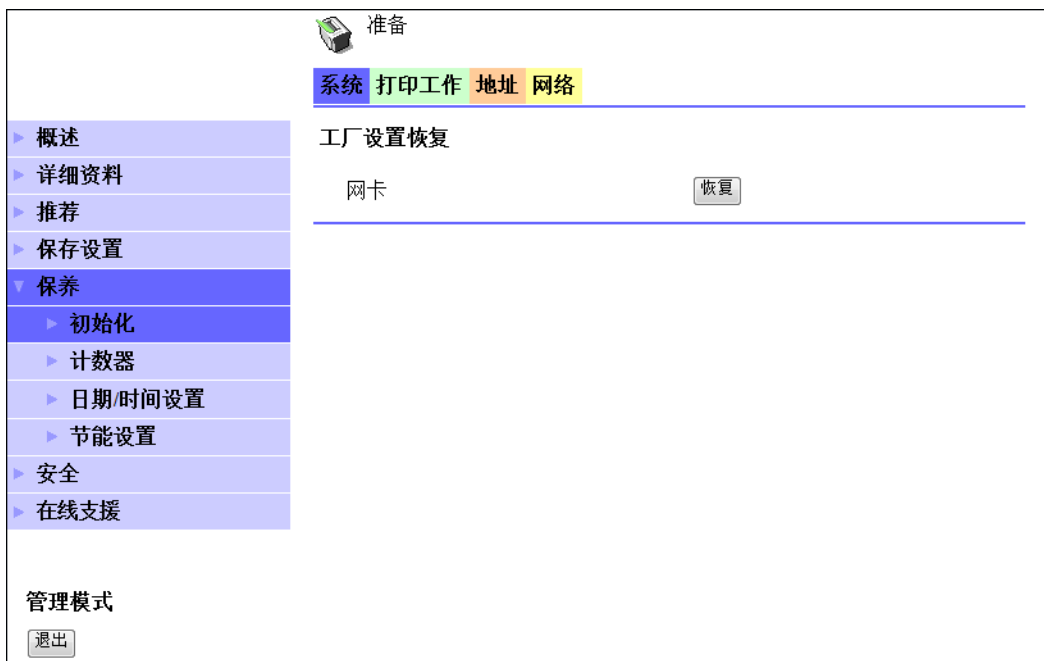 准备
系统 打印工作 地址 网络
概述
详细资料
推荐
保存设置
保养
初始化
计数器
日期/时间设置
节能设置
安全
在线支援
管理模式
退出
工厂设置恢复
网卡 恢复